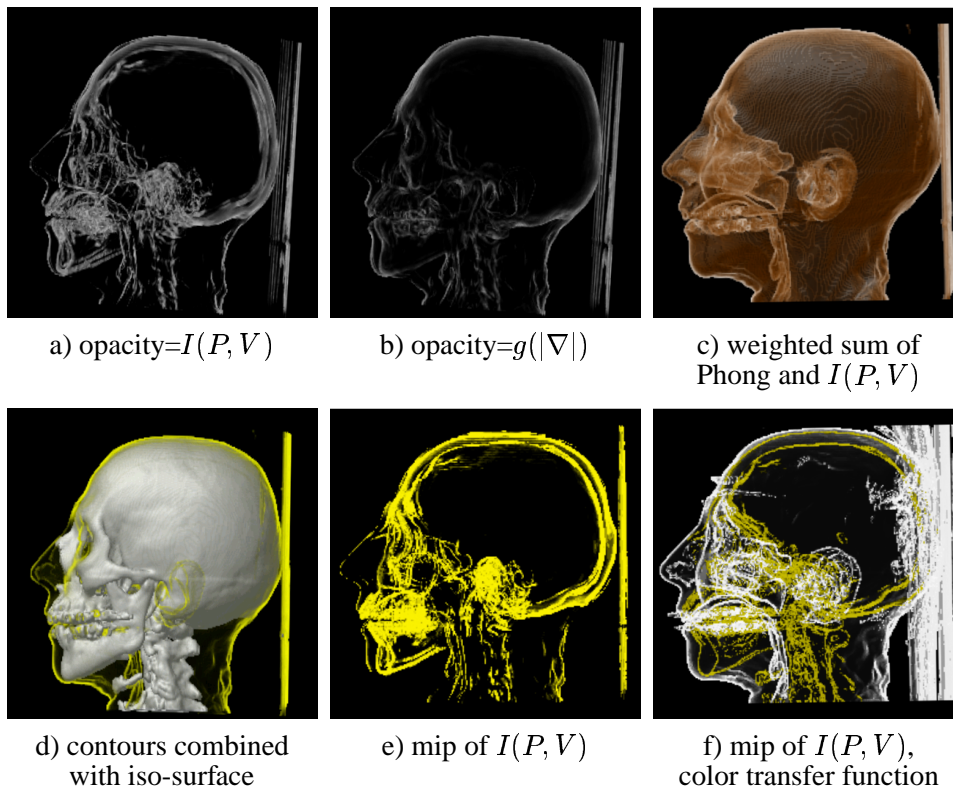 a) opacity=I(P, V)
b) opacity=g(|∇|)
c) weighted sum of
Phong and I(P, V)
d) contours combined
with iso-surface
e) mip of I(P, V)
f) mip of I(P, V),
color transfer function